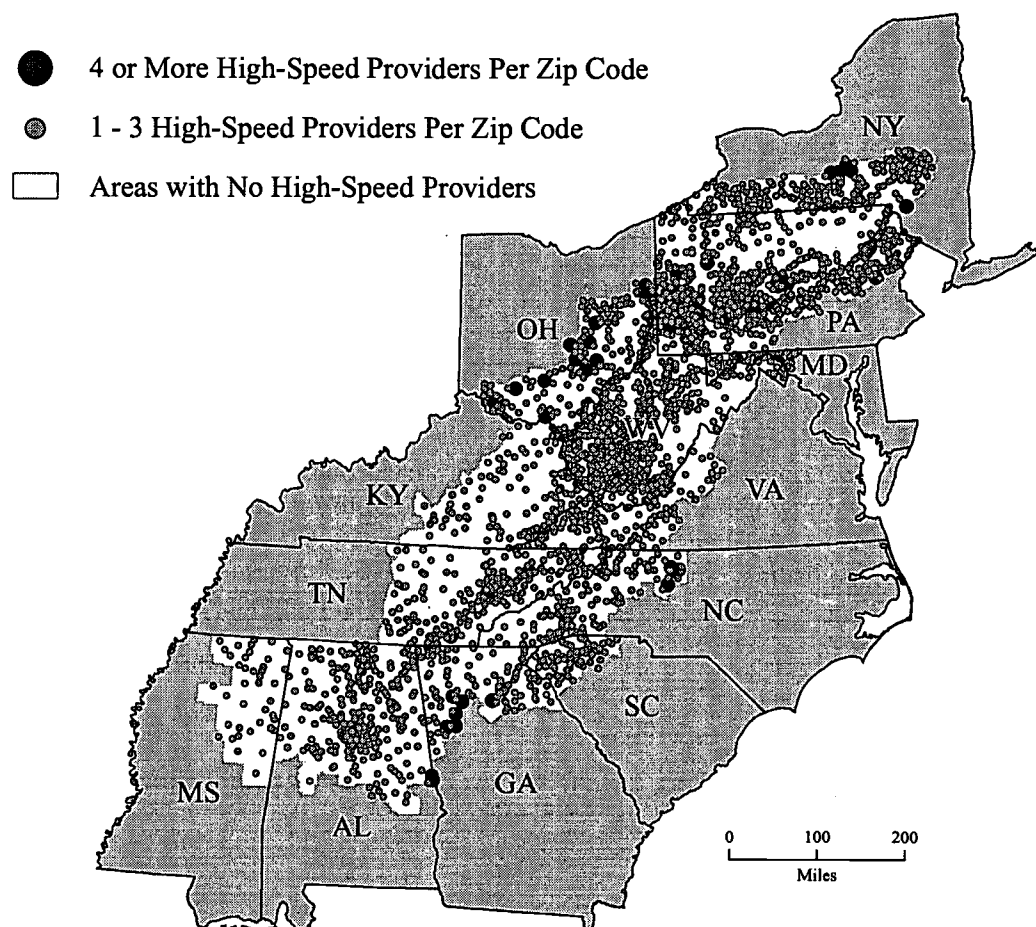 4 or More High-Speed Providers Per Zip Code
1 - 3 High-Speed Providers Per Zip Code
Areas with No High-Speed Providers
NY
PA
OH
MD
WV
KY
VA
TN
NC
SC
MS
AL
GA
0 100 200
Miles